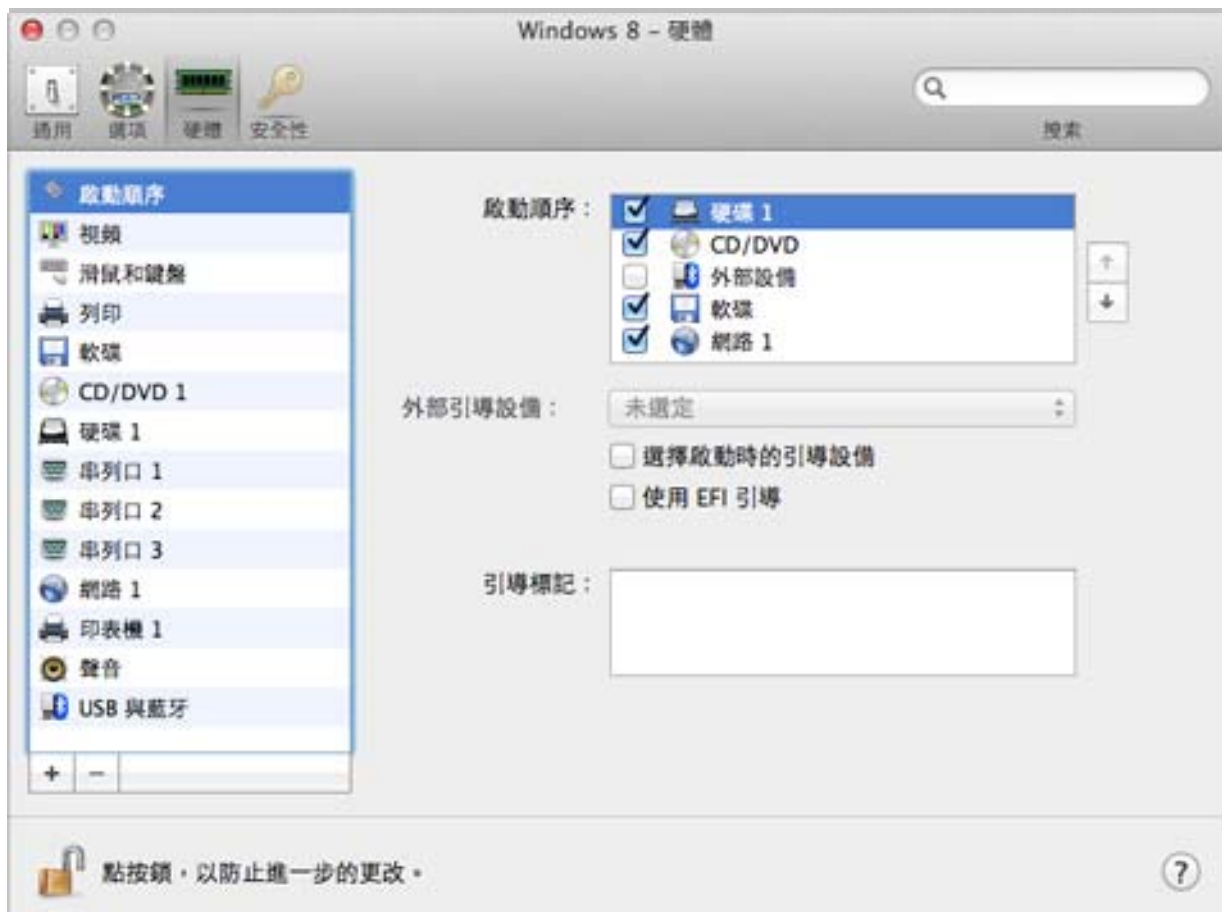 Windows 8 – 硬體
通用
選項
硬體
安全性
搜索
啟動順序
視頻
滑鼠和鍵盤
列印
軟碟
CD/DVD 1
硬碟 1
串列口 1
串列口 2
串列口 3
網路 1
印表機 1
聲音
USB 與藍牙
啟動順序：
硬碟 1
CD/DVD
外部設備
軟碟
網路 1
外部引導設備：
未選定
選擇啟動時的引導設備
使用 EFI 引導
引導標記：
點按鎖，以防止進一步的更改。